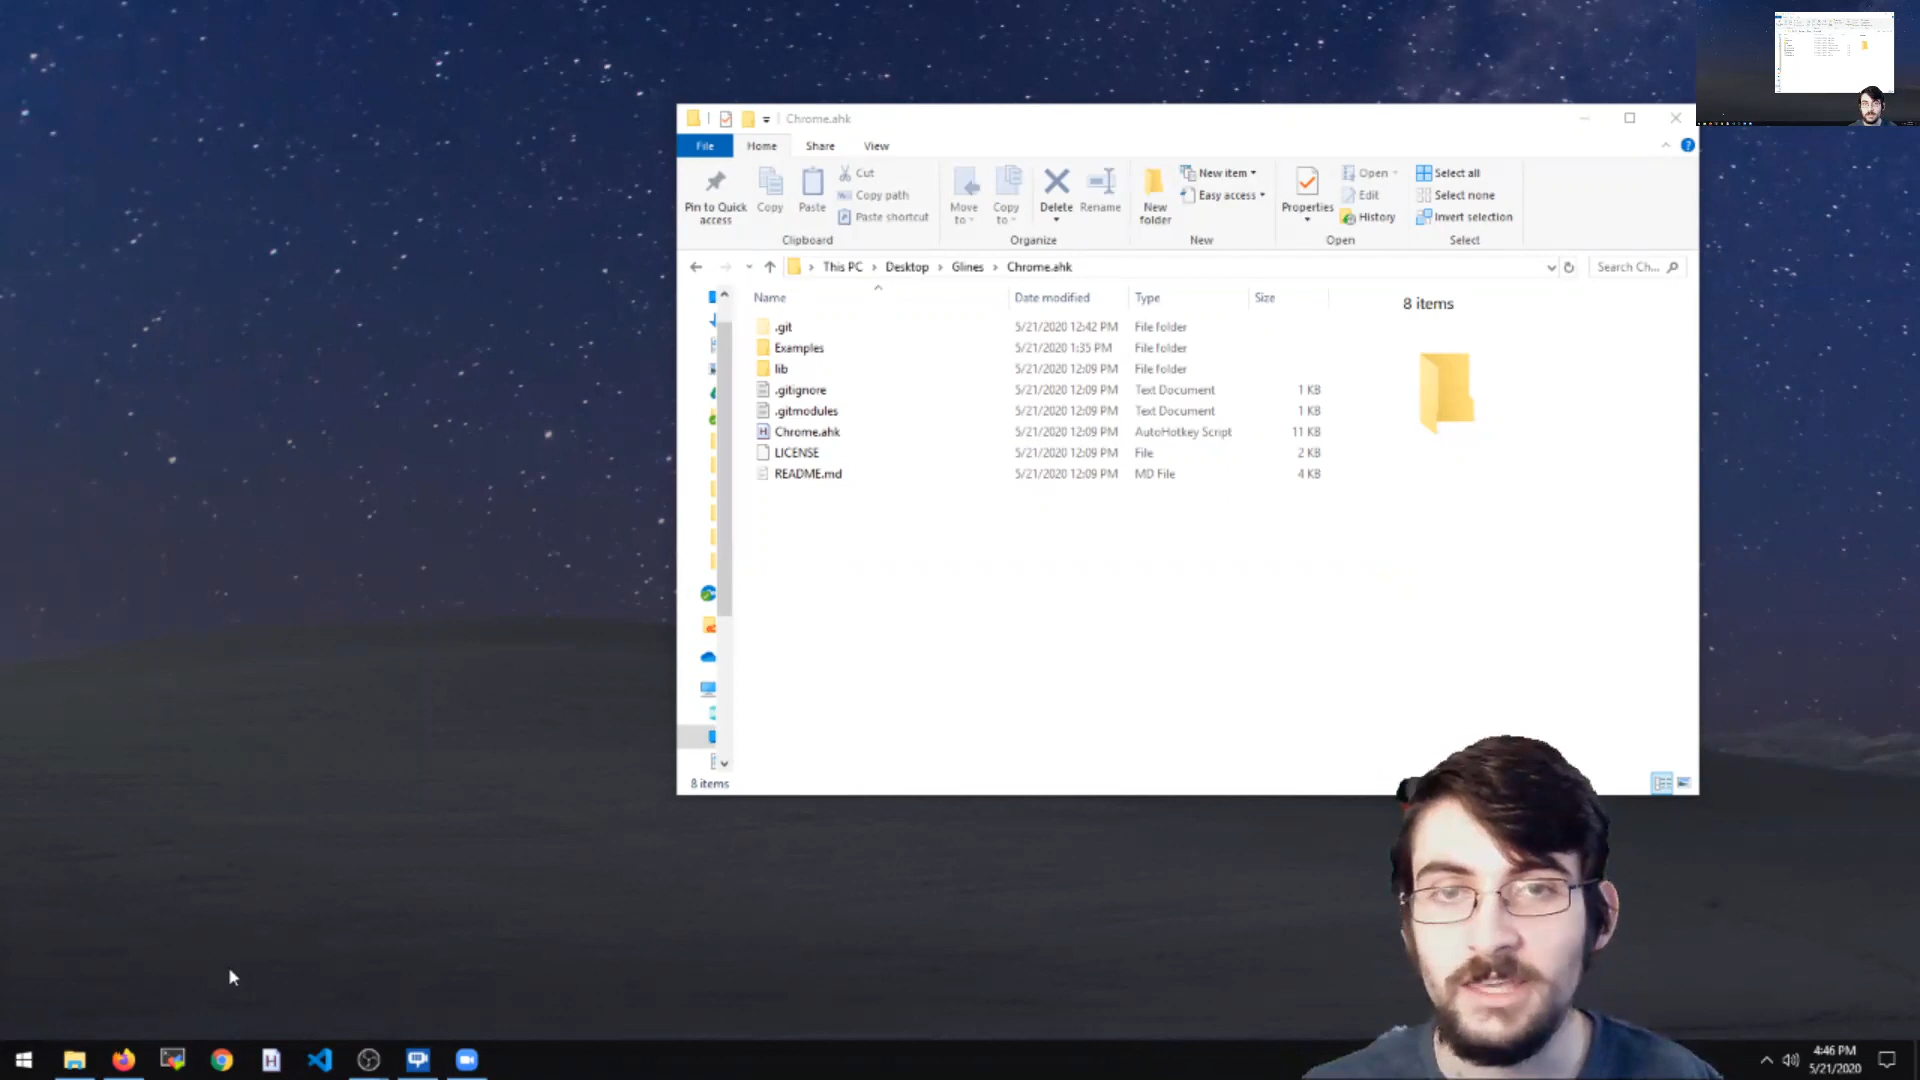 Chrome.ahk
File Home Share View
Pin to Quick access
Copy
Paste
Cut
Copy path
Paste shortcut
Clipboard
Move to
Copy to
Delete
Rename
Organize
New folder
New item
Easy access
New
Properties
Open
Edit
History
Open
Select all
Select none
Invert selection
Select
This PC > Desktop > Glines > Chrome.ahk
Search Ch...
Name Date modified Type Size
.git 5/21/2020 12:42 PM File folder
Examples 5/21/2020 1:35 PM File folder
lib 5/21/2020 12:09 PM File folder
.gitignore 5/21/2020 12:09 PM Text Document 1 KB
.gitmodules 5/21/2020 12:09 PM Text Document 1 KB
Chrome.ahk 5/21/2020 12:09 PM AutoHotkey Script 11 KB
LICENSE 5/21/2020 12:09 PM File 2 KB
README.md 5/21/2020 12:09 PM MD File 4 KB
8 items
8 items
4:46 PM
5/21/2020